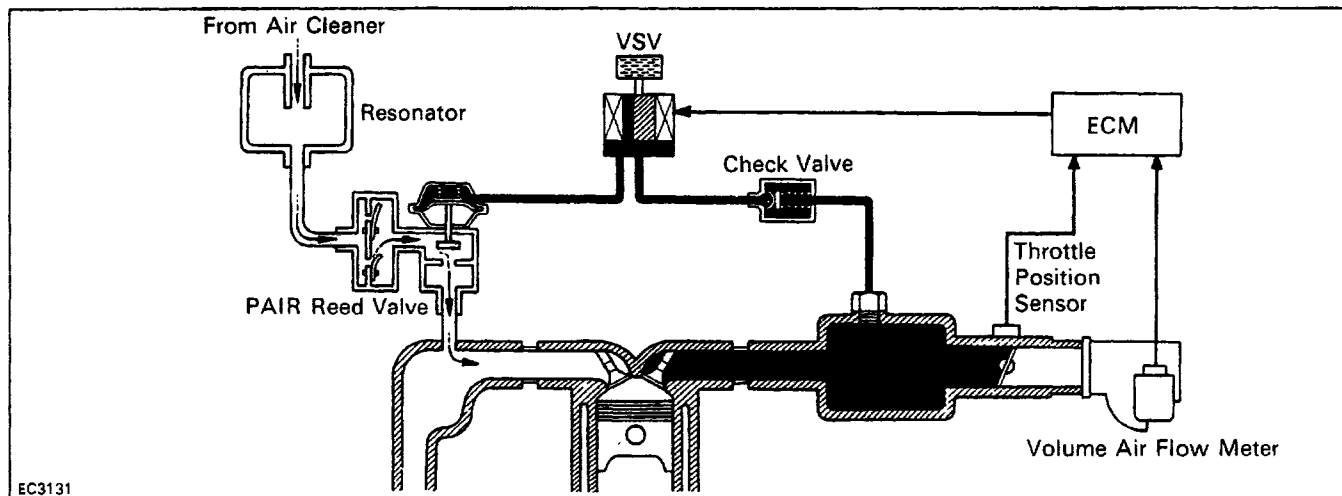 From Air Cleaner
VSV
Resonator
ECM
Check Valve
Throttle
Position
Sensor
PAIR Reed Valve
Volume Air Flow Meter
EC3131